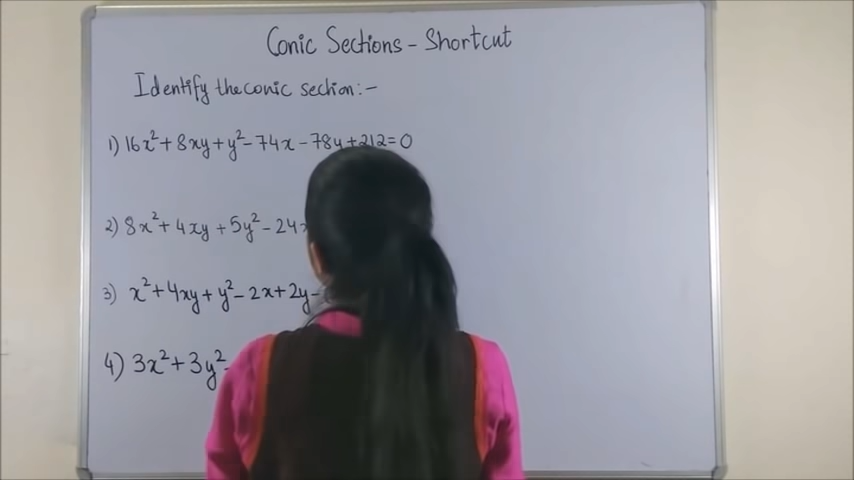 Conic Sections - Shortcut
Identify the conic section:-
1) 16x²+8xy+y²-74x-78y+212=0
2) 8x²+4xy+5y²-24x
3) x²+4xy+y²-2x+2y-
4) 3x²+3y²-